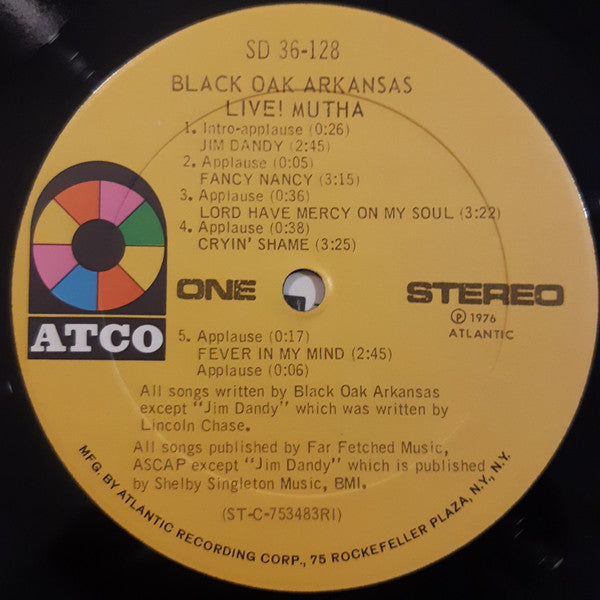 SD 36-128
BLACK OAK ARKANSAS
LIVE! MUTHA
1. Intro-applause (0:26)
JIM DANDY (2:45)
2. Applause (0:05)
FANCY NANCY (3:15)
3. Applause (0:36)
LORD HAVE MERCY ON MY SOUL (3:22)
4. Applause (0:38)
CRYIN' SHAME (3:25)
ONE
STEREO
Ⓟ 1976
ATLANTIC
ATCO
5. Applause (0:17)
FEVER IN MY MIND (2:45)
Applause (0:06)
All songs written by Black Oak Arkansas
except "Jim Dandy" which was written by
Lincoln Chase.
All songs published by Far Fetched Music,
ASCAP except "Jim Dandy" which is published
by Shelby Singleton Music, BMI.
(ST-C-753483RI)
MFG. BY ATLANTIC RECORDING CORP., 75 ROCKEFELLER PLAZA, N.Y., N.Y.